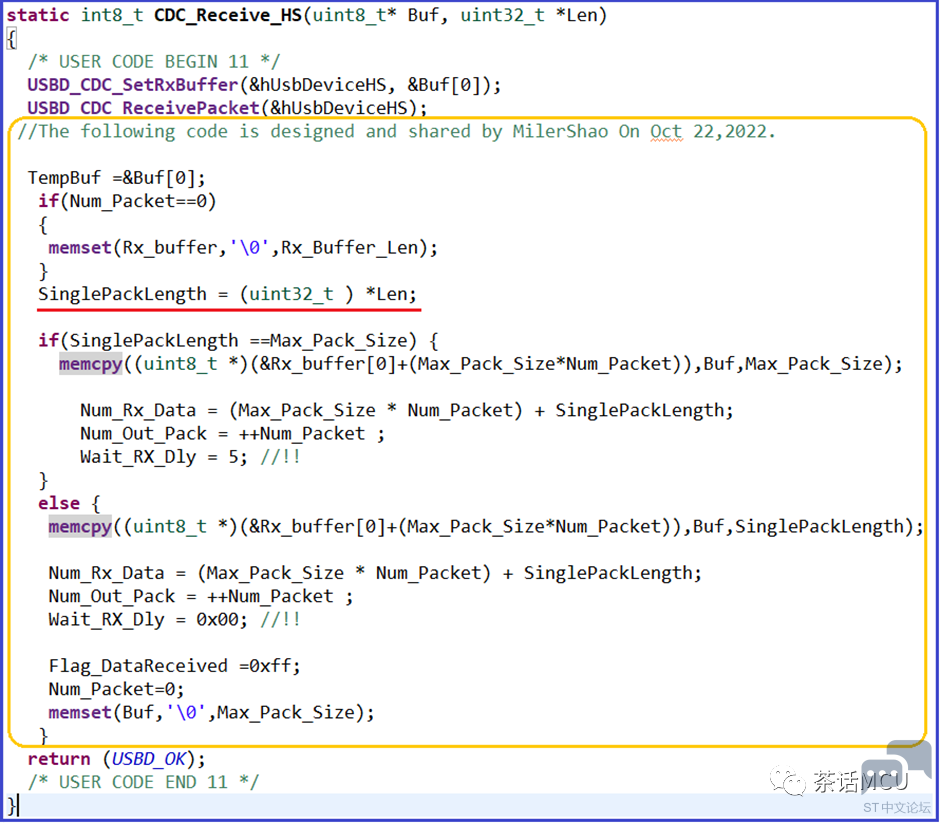 static int8_t CDC_Receive_HS(uint8_t* Buf, uint32_t *Len)
{
/* USER CODE BEGIN 11 */
USBD_CDC_SetRxBuffer(&hUsbDeviceHS, &Buf[0]);
USBD_CDC_ReceivePacket(&hUsbDeviceHS);
//The following code is designed and shared by MilerShao On Oct 22,2022.
TempBuf =&Buf[0];
if(Num_Packet==0)
{
memset(Rx_buffer,'\0',Rx_Buffer_Len);
}
SinglePackLength = (uint32_t ) *Len;
if(SinglePackLength ==Max_Pack_Size) {
memcpy((uint8_t *)(&Rx_buffer[0]+(Max_Pack_Size*Num_Packet)),Buf,Max_Pack_Size);
Num_Rx_Data = (Max_Pack_Size * Num_Packet) + SinglePackLength;
Num_Out_Pack = ++Num_Packet ;
Wait_RX_Dly = 5; //!!
}
else {
memcpy((uint8_t *)(&Rx_buffer[0]+(Max_Pack_Size*Num_Packet)),Buf,SinglePackLength);
Num_Rx_Data = (Max_Pack_Size * Num_Packet) + SinglePackLength;
Num_Out_Pack = ++Num_Packet ;
Wait_RX_Dly = 0x00; //!!
Flag_DataReceived =0xff;
Num_Packet=0;
memset(Buf,'\0',Max_Pack_Size);
}
return (USBD_OK);
/* USER CODE END 11 */
}
茶话MCU
ST中文论坛